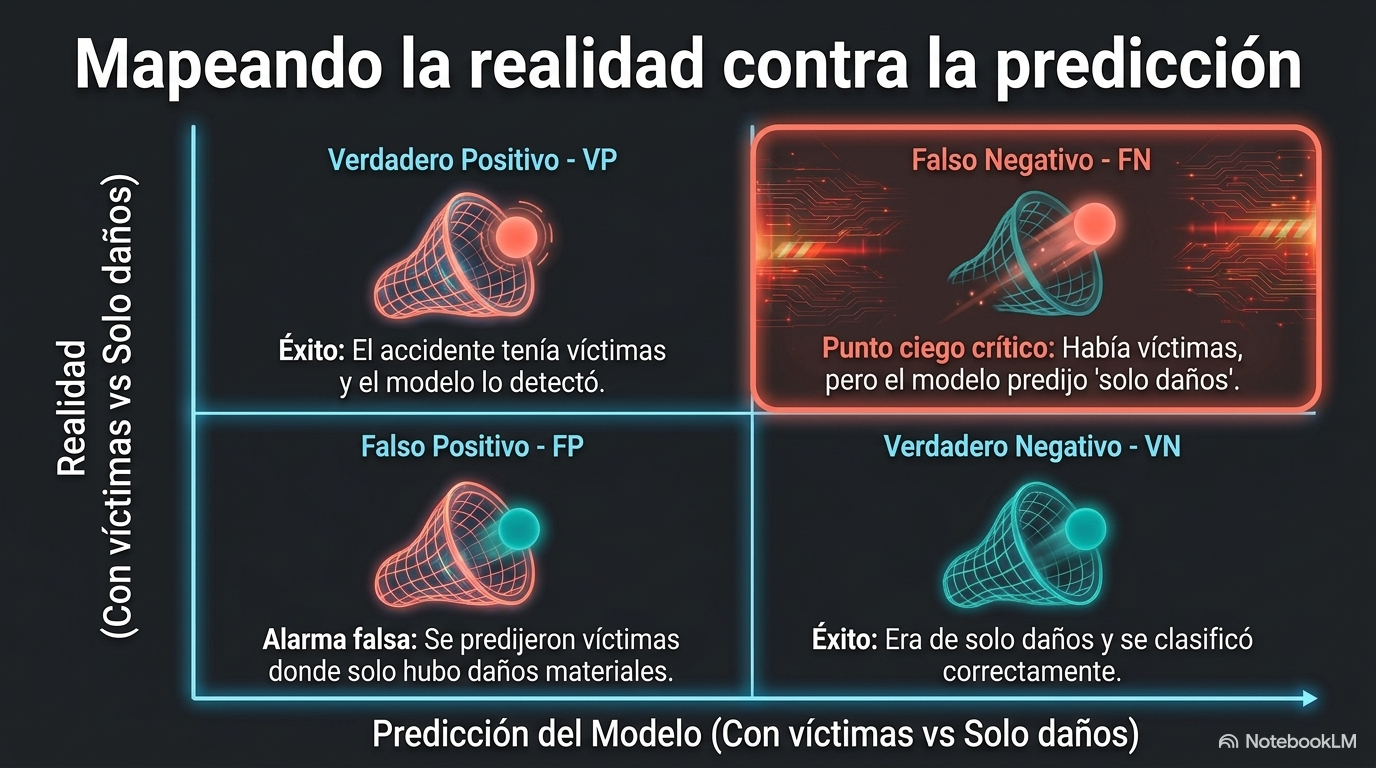 Mapeando la realidad contra la predicción
Realidad
(Con víctimas vs Solo daños)
Verdadero Positivo - VP
Éxito: El accidente tenía víctimas
y el modelo lo detectó.
Falso Negativo - FN
Punto ciego crítico: Había víctimas,
pero el modelo predijo 'solo daños'.
Falso Positivo - FP
Alarma falsa: Se predijeron víctimas
donde solo hubo daños materiales.
Verdadero Negativo - VN
Éxito: Era de solo daños y se clasificó
correctamente.
Predicción del Modelo (Con víctimas vs Solo daños)
NotebookLM